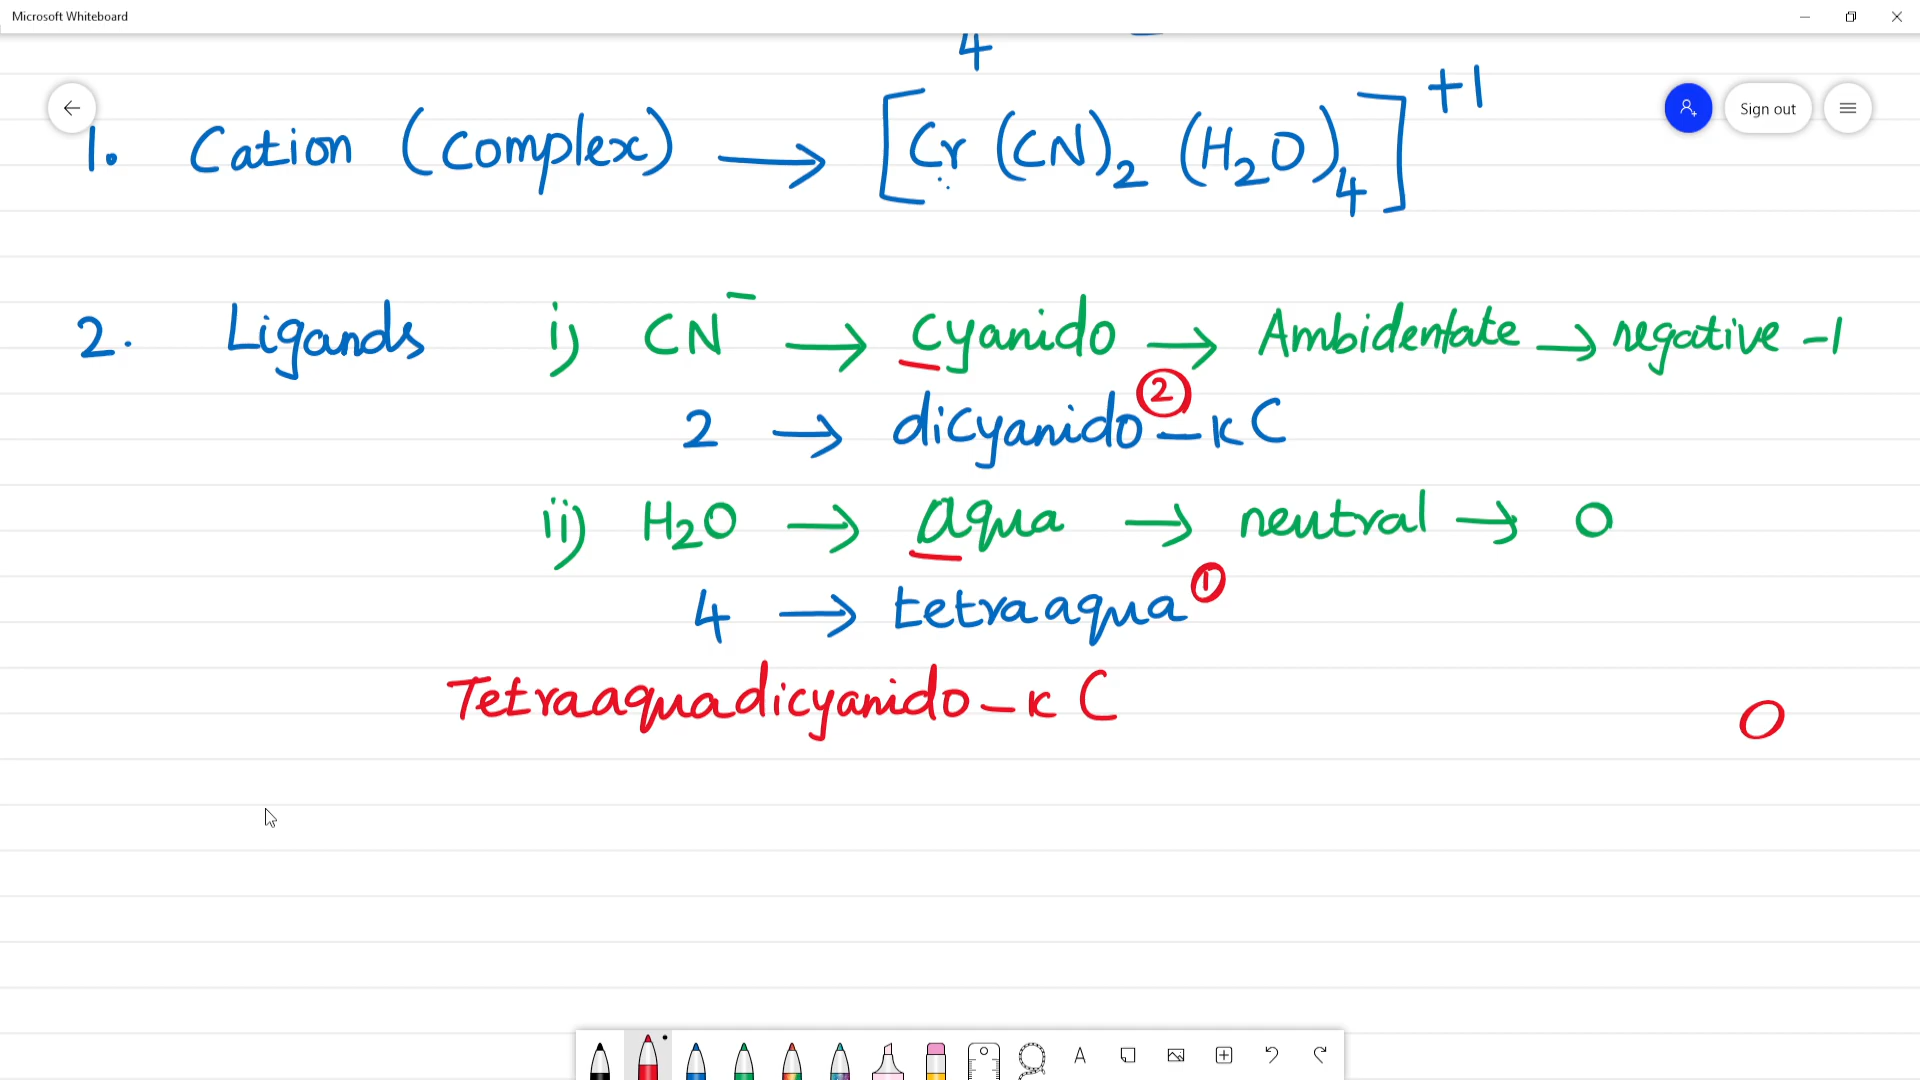 Microsoft Whiteboard
4
1. Cation (complex) → [Cr (CN)₂ (H₂O)₄]⁺¹
Sign out
2. Ligands i) CN⁻ → Cyanido → Ambidentate → negative -1
2 → dicyanido - κC ②
ii) H₂O → aqua → neutral → 0
4 → tetraaqua ①
Tetraaquadicyanido - κC
0
A